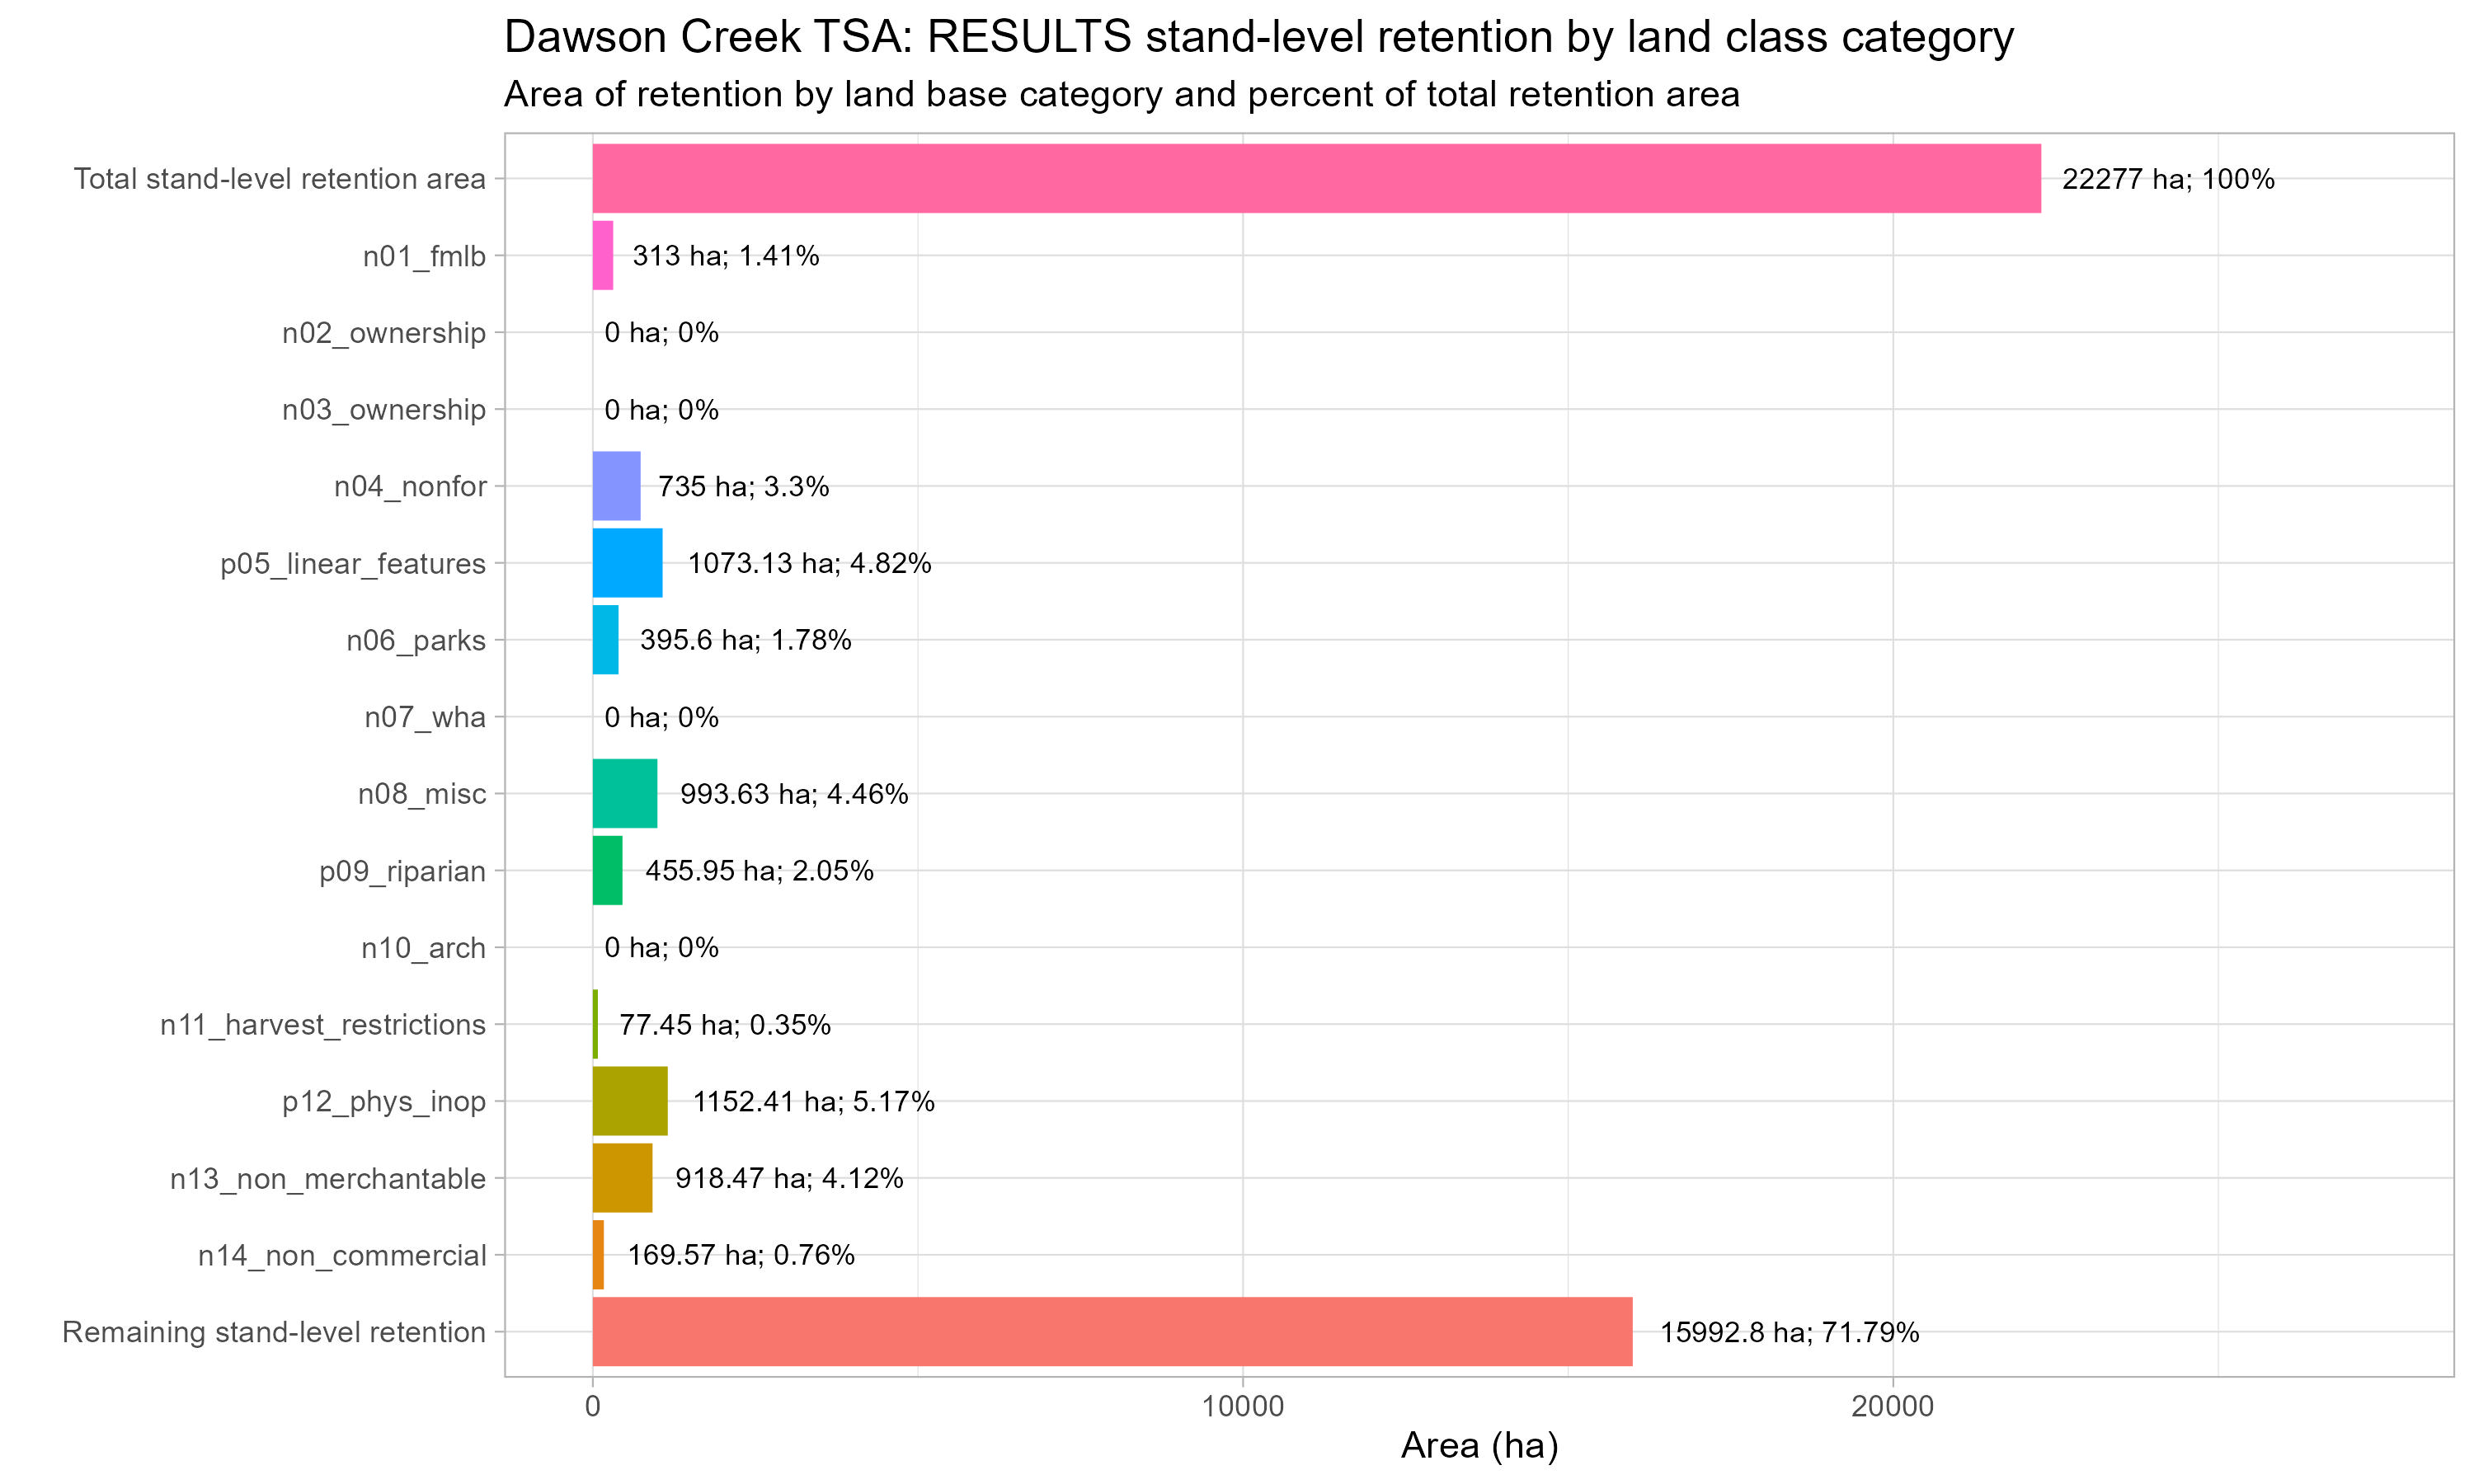 Dawson Creek TSA: RESULTS stand-level retention by land class category
Area of retention by land base category and percent of total retention area
Total stand-level retention area 22277 ha; 100%
n01_fmlb 313 ha; 1.41%
n02_ownership 0 ha; 0%
n03_ownership 0 ha; 0%
n04_nonfor 735 ha; 3.3%
p05_linear_features 1073.13 ha; 4.82%
n06_parks 395.6 ha; 1.78%
n07_wha 0 ha; 0%
n08_misc 993.63 ha; 4.46%
p09_riparian 455.95 ha; 2.05%
n10_arch 0 ha; 0%
n11_harvest_restrictions 77.45 ha; 0.35%
p12_phys_inop 1152.41 ha; 5.17%
n13_non_merchantable 918.47 ha; 4.12%
n14_non_commercial 169.57 ha; 0.76%
Remaining stand-level retention 15992.8 ha; 71.79%
0 10000 20000
Area (ha)